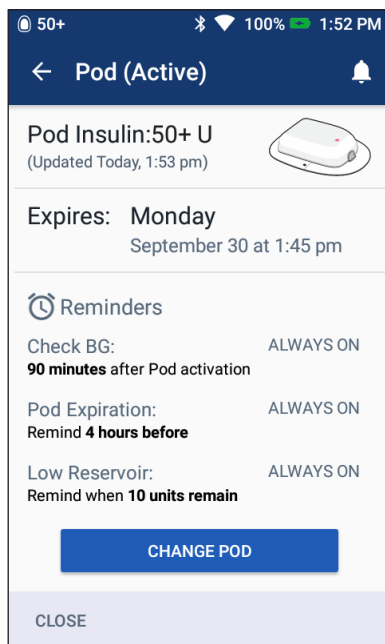 50+ 100% 1:52 PM
Pod (Active)
Pod Insulin:50+ U
(Updated Today, 1:53 pm)
Expires: Monday
September 30 at 1:45 pm
Reminders
Check BG: ALWAYS ON
90 minutes after Pod activation
Pod Expiration: ALWAYS ON
Remind 4 hours before
Low Reservoir: ALWAYS ON
Remind when 10 units remain
CHANGE POD
CLOSE